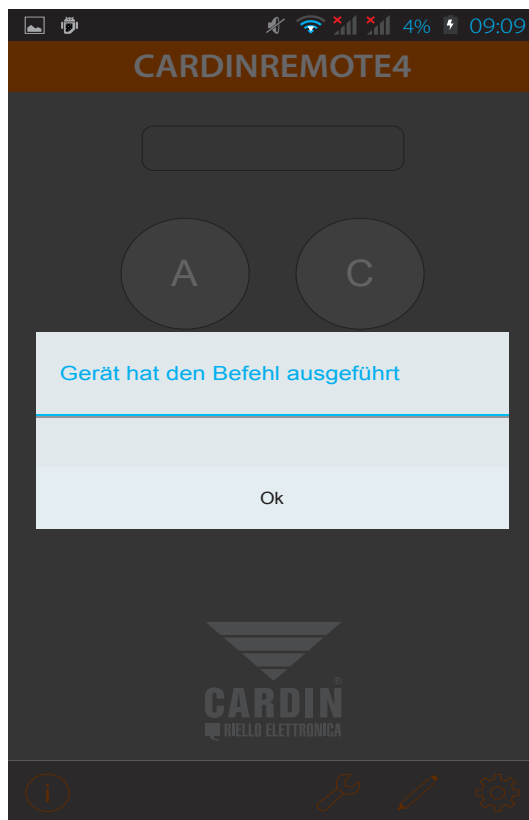 4% 09:09
CARDINREMOTE4
A C
Gerät hat den Befehl ausgeführt
Ok
®
CARDIN
RIELLO ELETTRONICA
i